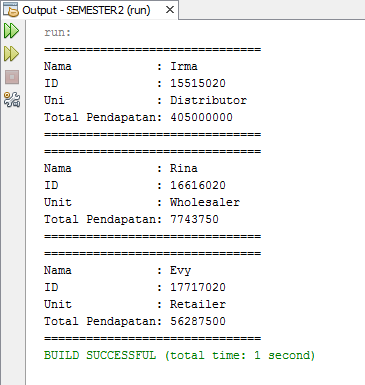 Output - SEMESTER2 (run) X
run:
===============================
Nama            : Irma
ID              : 15515020
Uni             : Distributor
Total Pendapatan: 405000000
===============================
===============================
Nama            : Rina
ID              : 16616020
Unit            : Wholesaler
Total Pendapatan: 7743750
===============================
===============================
Nama            : Evy
ID              : 17717020
Unit            : Retailer
Total Pendapatan: 56287500
===============================
BUILD SUCCESSFUL (total time: 1 second)